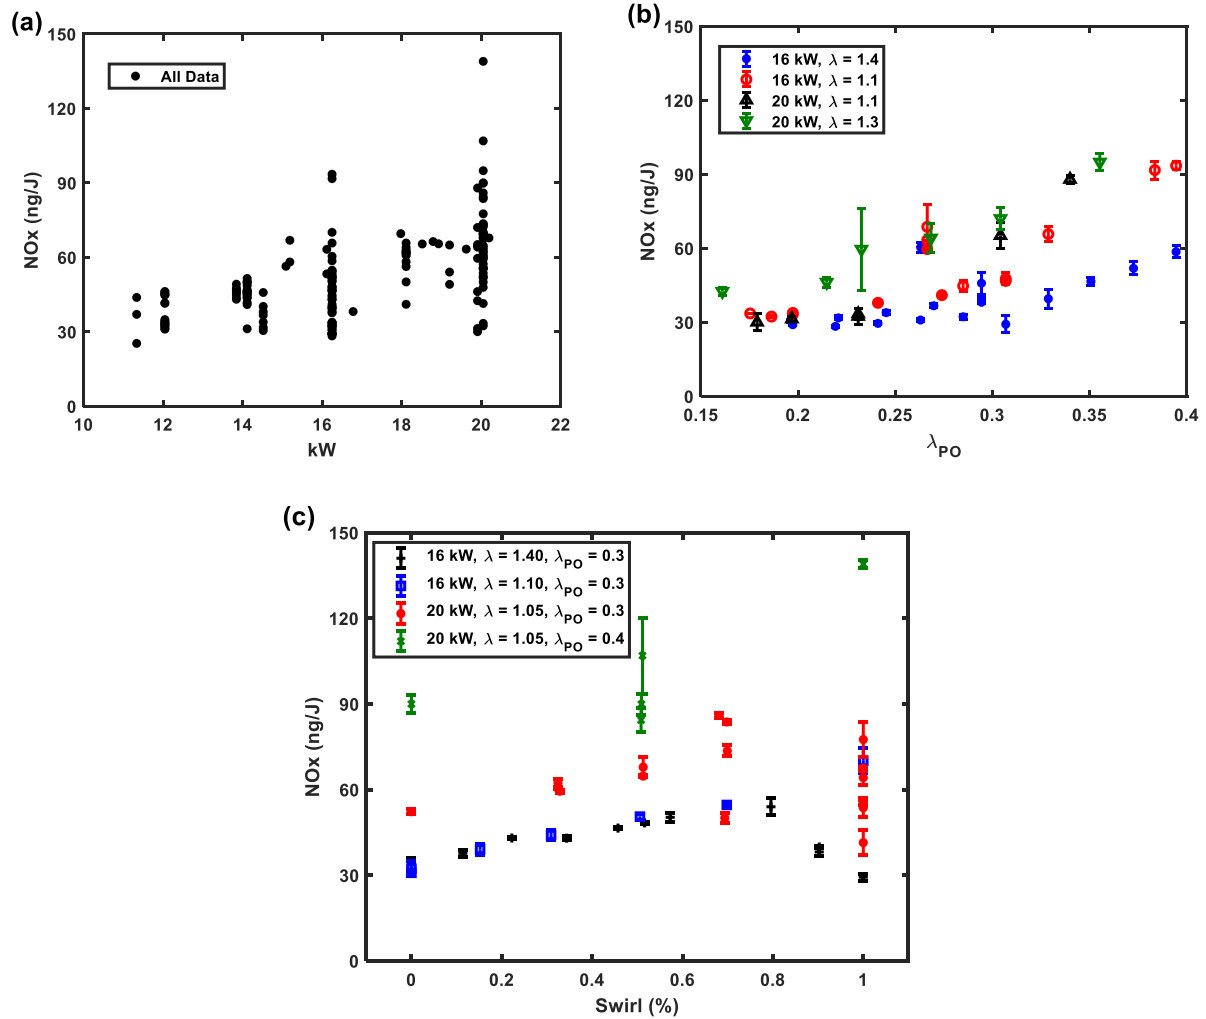 (a)
150
120
90
60
30
0
NOx (ng/J)
All Data
10 12 14 16 18 20 22
kW
(b)
150
120
90
60
30
0
NOx (ng/J)
16 kW, λ = 1.4
16 kW, λ = 1.1
20 kW, λ = 1.1
20 kW, λ = 1.3
0.15 0.2 0.25 0.3 0.35 0.4
λPO
(c)
150
120
90
60
30
0
NOx (ng/J)
16 kW, λ = 1.40, λPO = 0.3
16 kW, λ = 1.10, λPO = 0.3
20 kW, λ = 1.05, λPO = 0.3
20 kW, λ = 1.05, λPO = 0.4
0 0.2 0.4 0.6 0.8 1
Swirl (%)